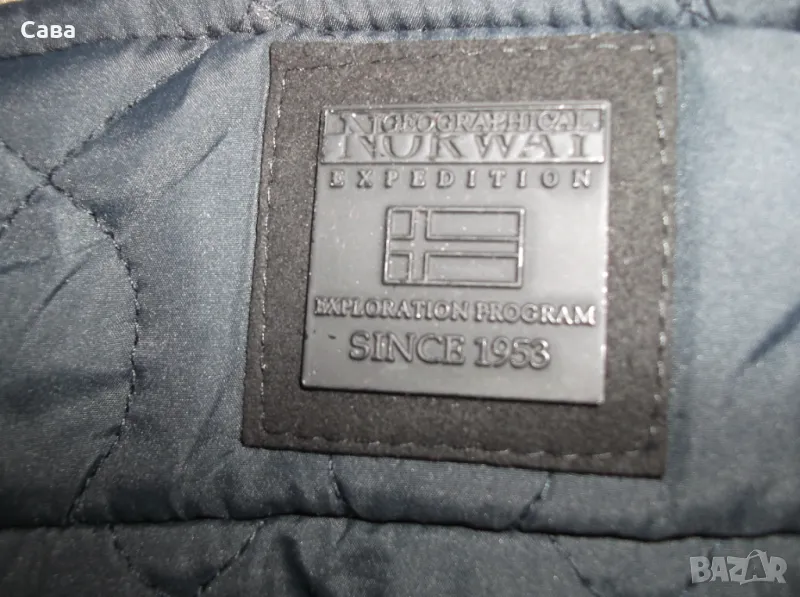 Сава
GEOGRAPHICAL
NORWAY
EXPEDITION
EXPLORATION PROGRAM
SINCE 1953
BAZAR